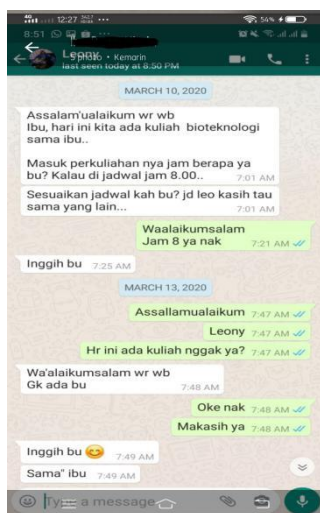 12:27
54%
8:51
Leony
5 photo • Kemarin
last seen today at 8:50 PM
MARCH 10, 2020
Assalam'ualaikum wr wb
Ibu, hari ini kita ada kuliah bioteknologi
sama ibu..
Masuk perkuliahan nya jam berapa ya
bu? Kalau di jadwal jam 8.00..
7:01 AM
Sesuaikan jadwal kah bu? jd leo kasih tau
sama yang lain...
7:01 AM
Waalaikumsalam
Jam 8 ya nak 7:21 AM
Inggih bu 7:25 AM
MARCH 13, 2020
Assallamualaikum 7:47 AM
Leony 7:47 AM
Hr ini ada kuliah nggak ya? 7:47 AM
Wa'alaikumsalam wr wb
Gk ada bu 7:48 AM
Oke nak 7:48 AM
Makasih ya 7:48 AM
Inggih bu 😊 7:49 AM
Sama" ibu 7:49 AM
Type a message